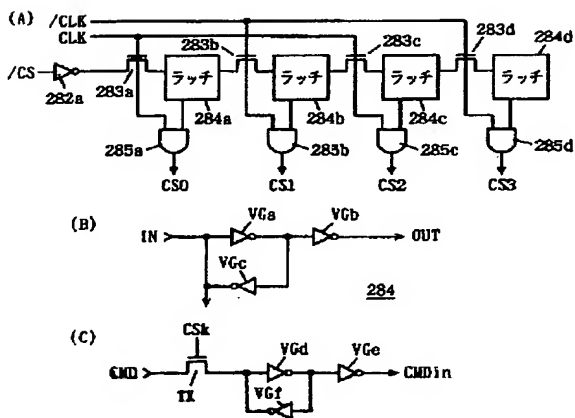 (A) /CLK
CLK
283b 283c 283d 284d
/CS ラッチ ラッチ ラッチ ラッチ
282a 283a 284a 284b 284c
285a 283b 285c 285d
CS0 CS1 CS2 CS3
(B) VGa VGb
IN OUT
VGc
284
(C) CSk
VGd VGe
CMD CMDin
TX VGf